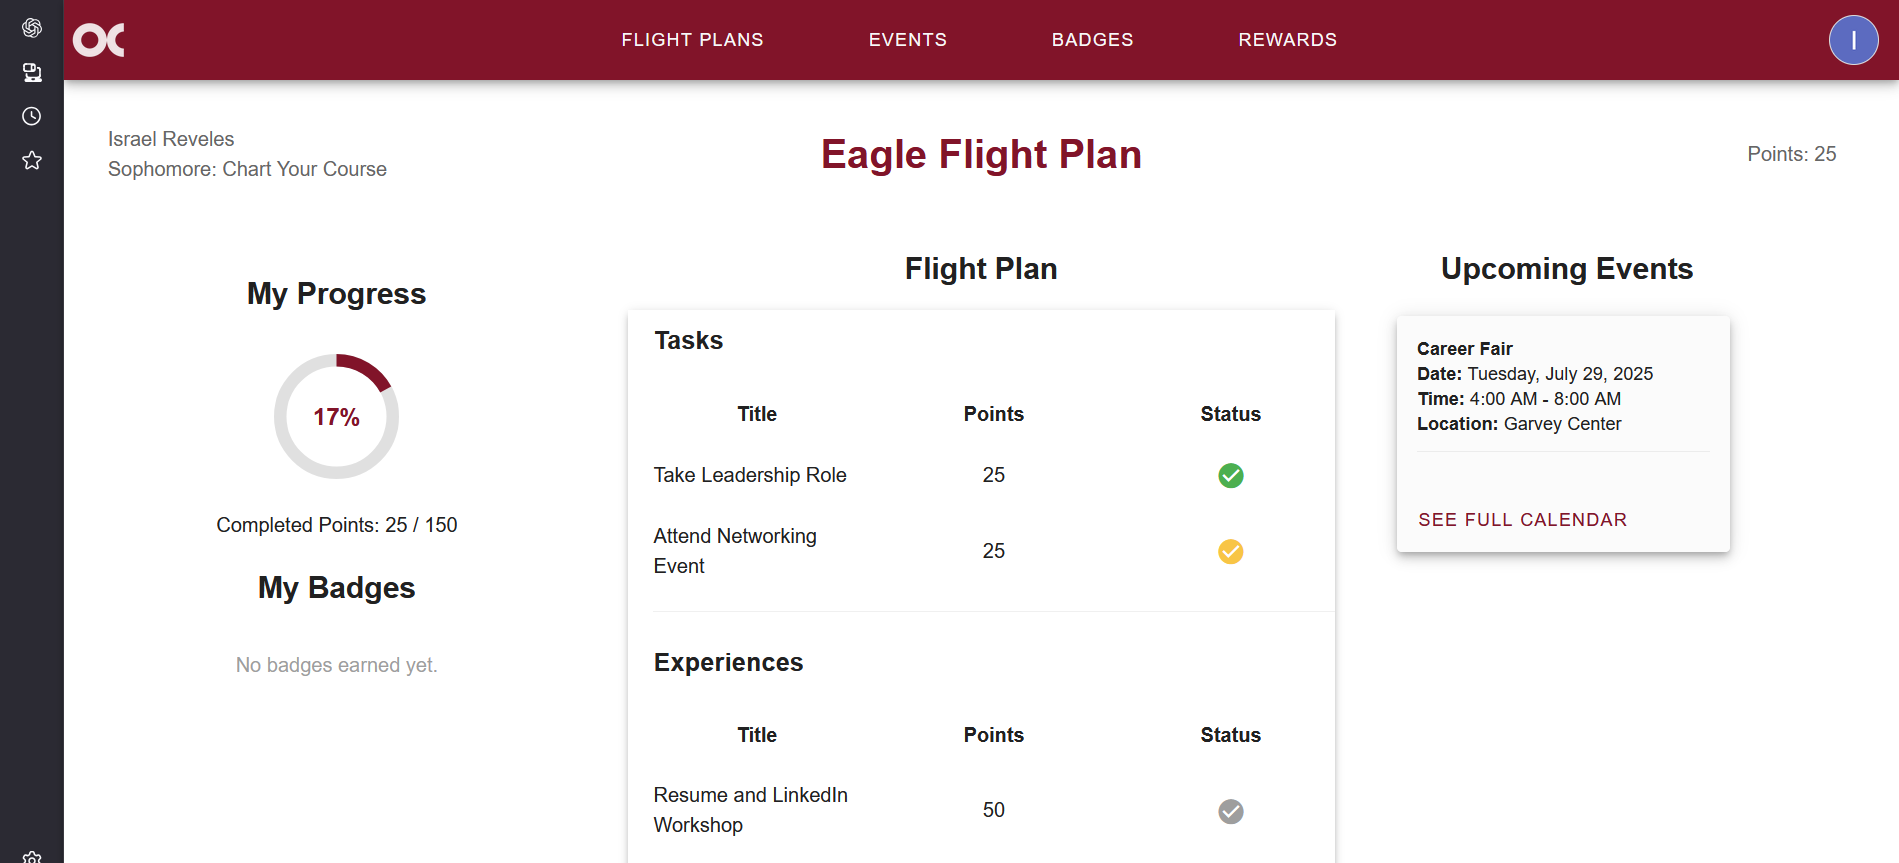 OC
FLIGHT PLANS
EVENTS
BADGES
REWARDS
I
Israel Reveles
Sophomore: Chart Your Course
Eagle Flight Plan
Points: 25
My Progress
17%
Completed Points: 25 / 150
My Badges
No badges earned yet.
Flight Plan
Tasks
Title Points Status
Take Leadership Role 25
Attend Networking 25
Event
Experiences
Title Points Status
Resume and LinkedIn 50
Workshop
Upcoming Events
Career Fair
Date: Tuesday, July 29, 2025
Time: 4:00 AM - 8:00 AM
Location: Garvey Center
SEE FULL CALENDAR